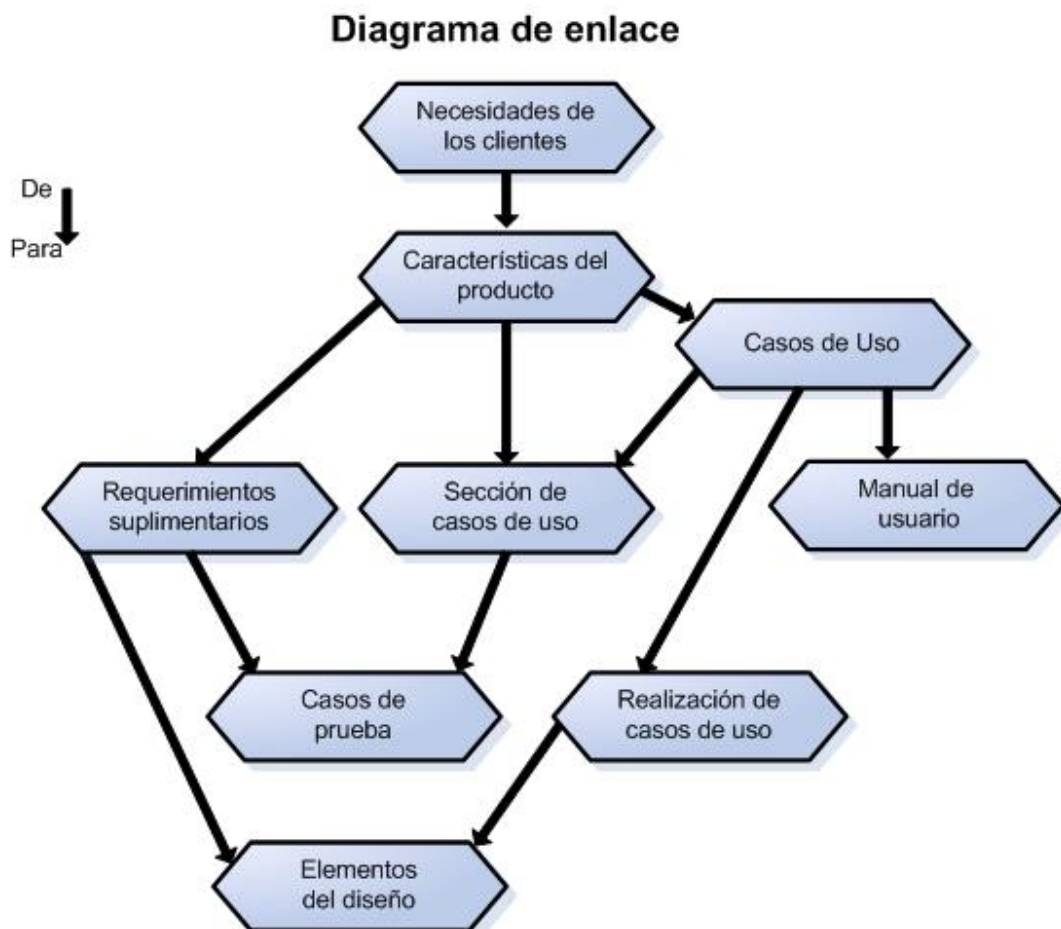 Diagrama de enlace
Necesidades de
los clientes
De
Para
Características del
producto
Casos de Uso
Requerimientos
suplimentarios
Sección de
casos de uso
Manual de
usuario
Casos de
prueba
Realización de
casos de uso
Elementos
del diseño